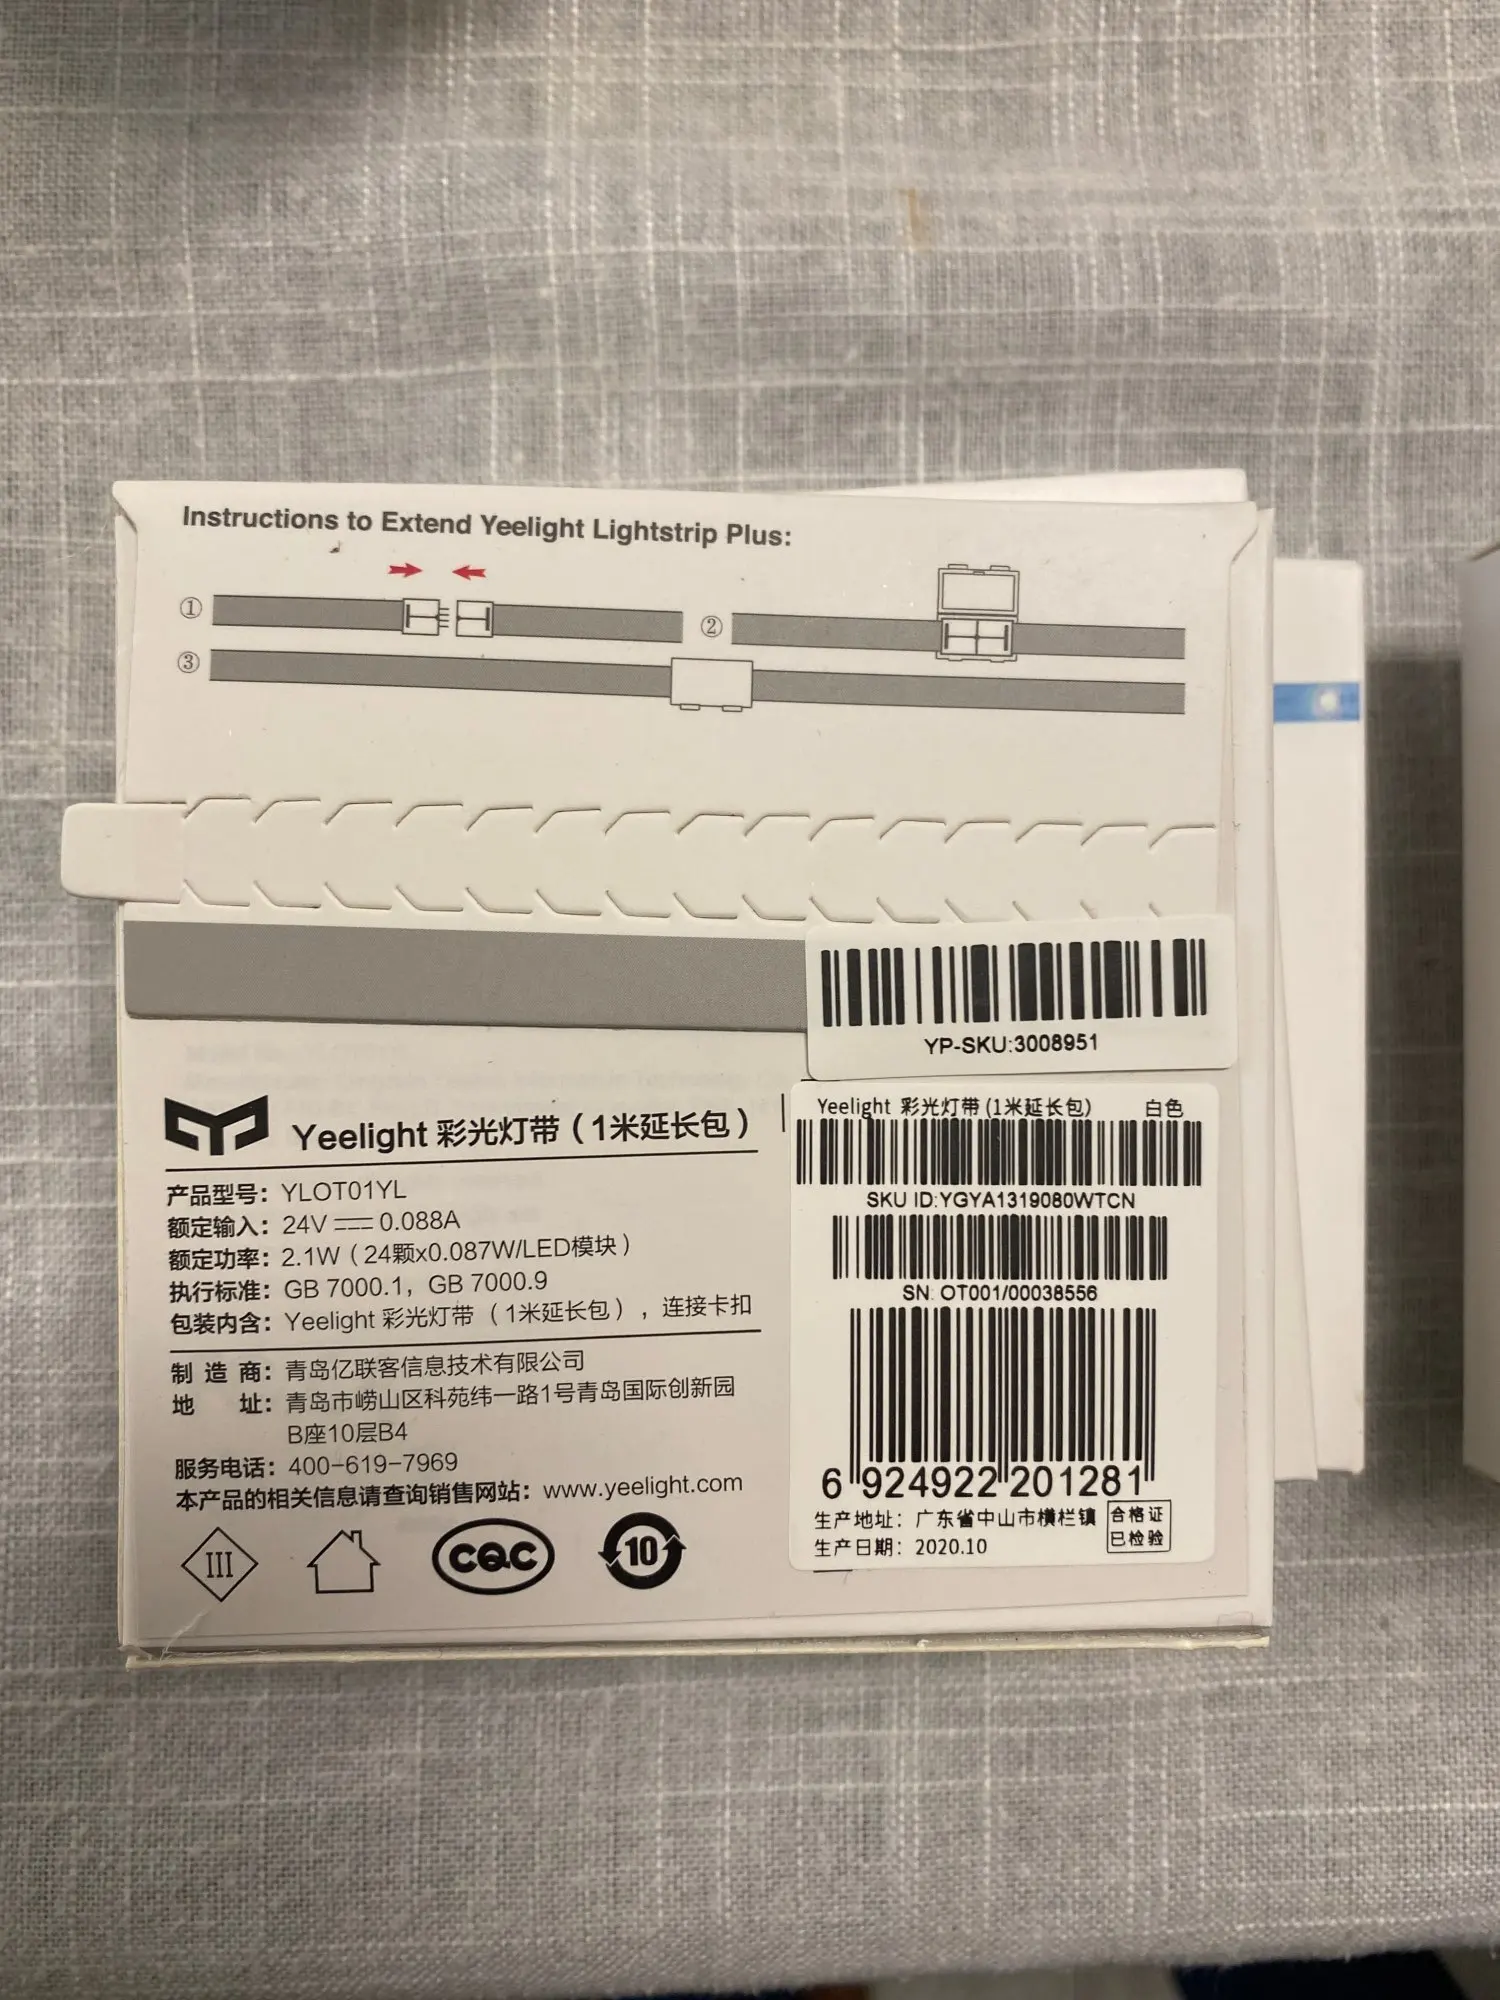 Instructions to Extend Yeelight Lightstrip Plus:
①
②
③
YP-SKU:3008951
Yeelight 彩光灯带（1米延长包）
产品型号：YLOT01YL
额定输入：24V ⎓ 0.088A
额定功率：2.1W（24颗x0.087W/LED模块）
执行标准：GB 7000.1，GB 7000.9
包装内含：Yeelight 彩光灯带（1米延长包），连接卡扣
制 造 商：青岛亿联客信息技术有限公司
地 址：青岛市崂山区科苑纬一路1号青岛国际创新园
B座10层B4
服务电话：400-619-7969
本产品的相关信息请查询销售网站：www.yeelight.com
III
CQC
10
Yeelight 彩光灯带(1米延长包) 白色
SKU ID:YGYA1319080WTCN
SN: OT001/00038556
6 924922 201281
生产地址：广东省中山市横栏镇
生产日期：2020.10
合格证
已检验